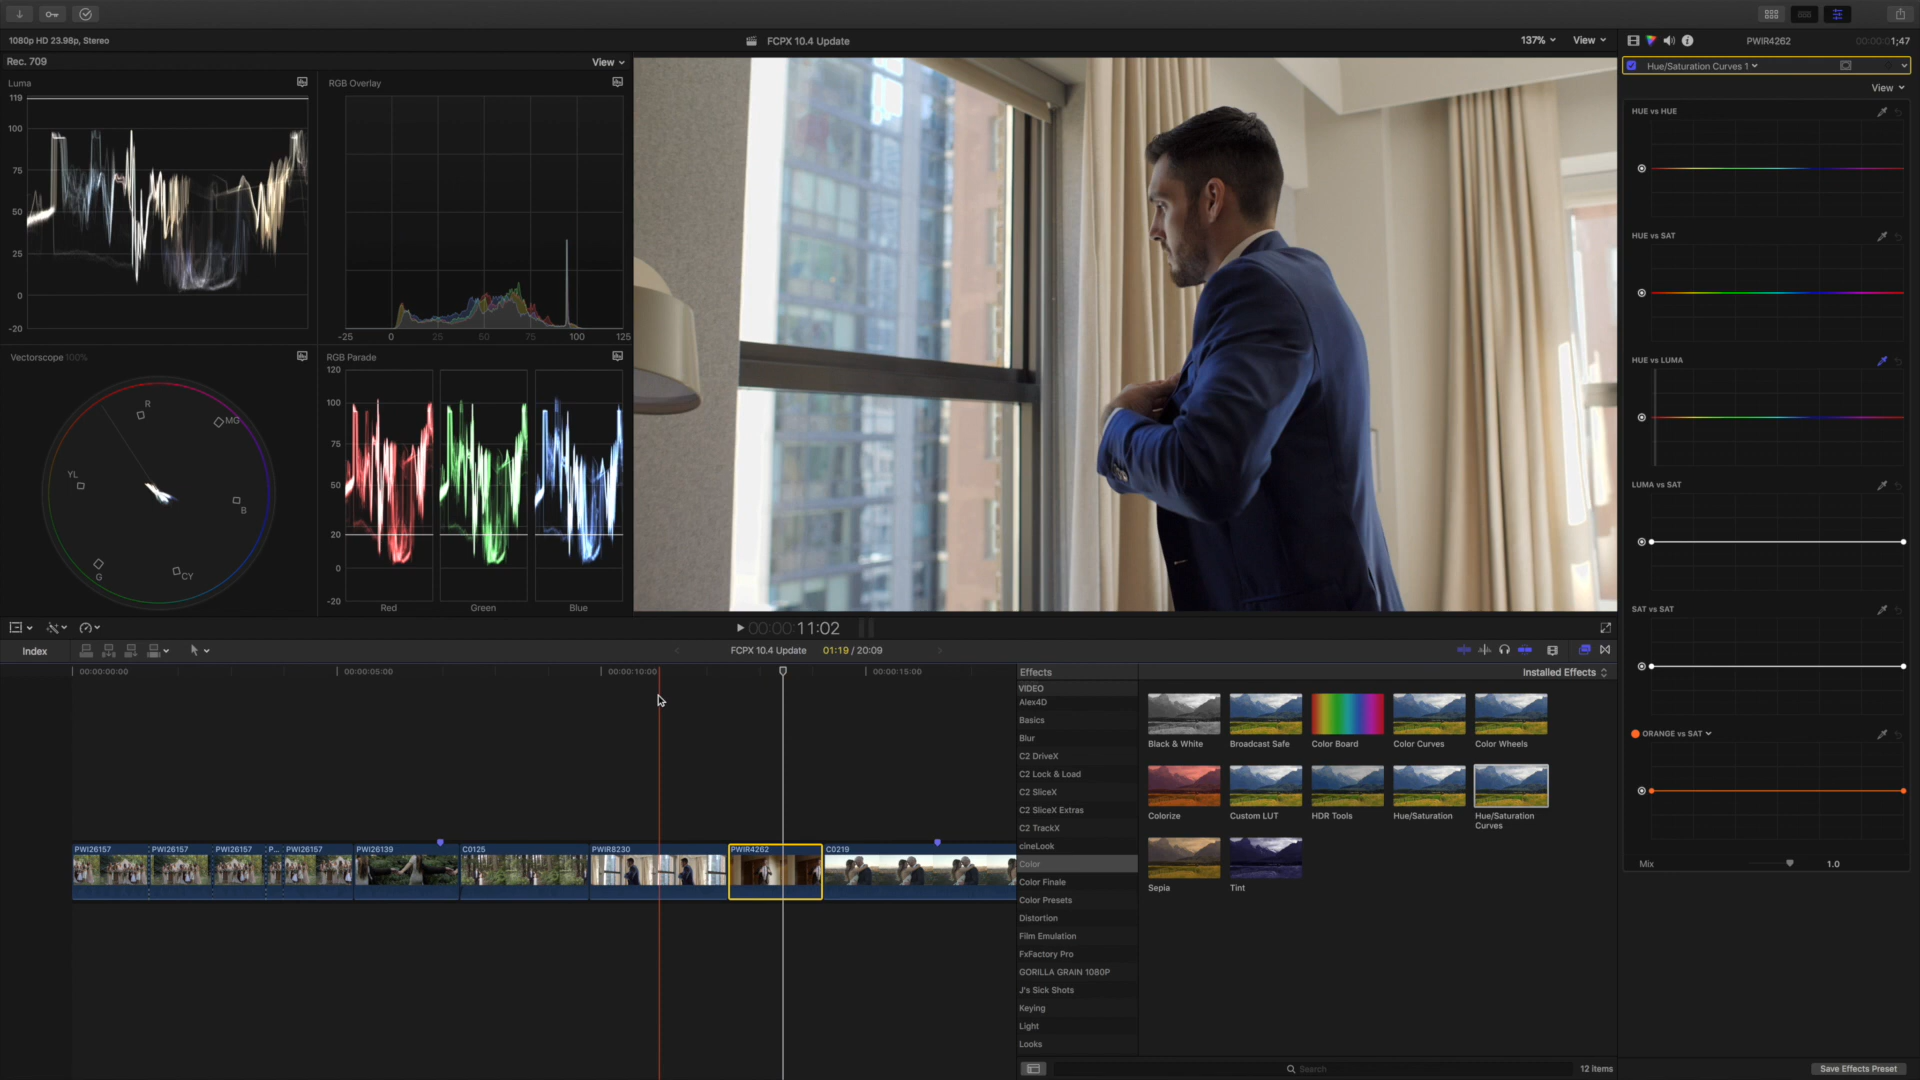 1080p HD 23.98p, Stereo
FCPX 10.4 Update
137%
View
PWIR4262
00:00:01;47
Rec. 709
View
Hue/Saturation Curves 1
View
Luma
119
100
75
50
25
0
-20
RGB Overlay
-25
0
25
50
75
100
125
Vectorscope 100%
R
MG
YL
B
G
CY
RGB Parade
120
100
75
50
20
0
-20
Red
Green
Blue
HUE vs HUE
HUE vs SAT
HUE vs LUMA
LUMA vs SAT
SAT vs SAT
ORANGE vs SAT
Mix
1.0
00:00:00:11:02
Index
FCPX 10.4 Update
01:19 / 20:09
00:00:00:00
00:00:05:00
00:00:10:00
00:00:15:00
PWI26157
PWI26157
PWI26157
P...
PWI26157
PWI26139
C0125
PWIR8230
PWIR4262
C0219
Effects
Installed Effects
VIDEO
Alex4D
Basics
Blur
C2 DriveX
C2 Lock & Load
C2 SliceX
C2 SliceX Extras
C2 TrackX
cineLook
Color
Color Finale
Color Presets
Distortion
Film Emulation
FxFactory Pro
GORILLA GRAIN 1080P
J's Sick Shots
Keying
Light
Looks
Black & White
Broadcast Safe
Color Board
Color Curves
Color Wheels
Colorize
Custom LUT
HDR Tools
Hue/Saturation
Hue/Saturation
Curves
Sepia
Tint
Search
12 items
Save Effects Preset